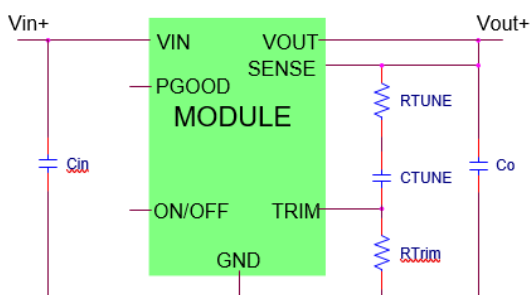 Vin+
Vout+
VIN
VOUT
SENSE
PGOOD
RTUNE
MODULE
Cin
CTUNE
Co
ON/OFF
TRIM
RTrim
GND